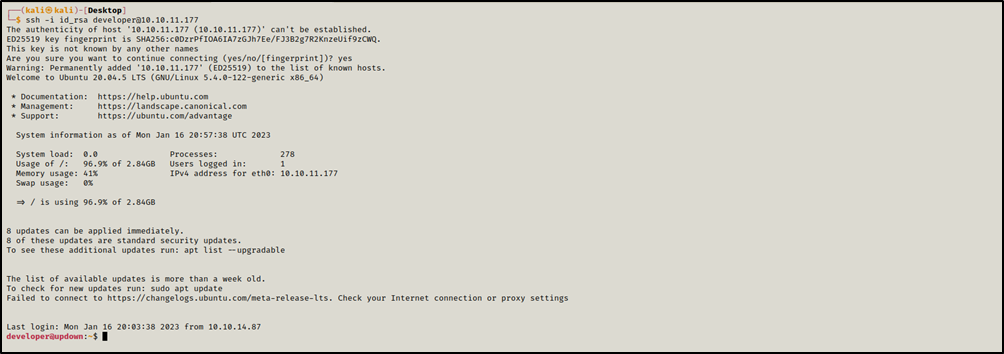 ┌──(kali㉿kali)-[Desktop]
└─$ ssh -i id_rsa developer@10.10.11.177
The authenticity of host '10.10.11.177 (10.10.11.177)' can't be established.
ED25519 key fingerprint is SHA256:c0DzrPfIOA6IA7zGJh7Ee/FJ3B2g7R2KnzeUif9zCWQ.
This key is not known by any other names
Are you sure you want to continue connecting (yes/no/[fingerprint])? yes
Warning: Permanently added '10.10.11.177' (ED25519) to the list of known hosts.
Welcome to Ubuntu 20.04.5 LTS (GNU/Linux 5.4.0-122-generic x86_64)
* Documentation: https://help.ubuntu.com
* Management: https://landscape.canonical.com
* Support: https://ubuntu.com/advantage
System information as of Mon Jan 16 20:57:38 UTC 2023
System load: 0.0 Processes: 278
Usage of /: 96.9% of 2.84GB Users logged in: 1
Memory usage: 41% IPv4 address for eth0: 10.10.11.177
Swap usage: 0%
=> / is using 96.9% of 2.84GB
8 updates can be applied immediately.
8 of these updates are standard security updates.
To see these additional updates run: apt list --upgradable
The list of available updates is more than a week old.
To check for new updates run: sudo apt update
Failed to connect to https://changelogs.ubuntu.com/meta-release-lts. Check your Internet connection or proxy settings
Last login: Mon Jan 16 20:03:38 2023 from 10.10.14.87
developer@updown:~$